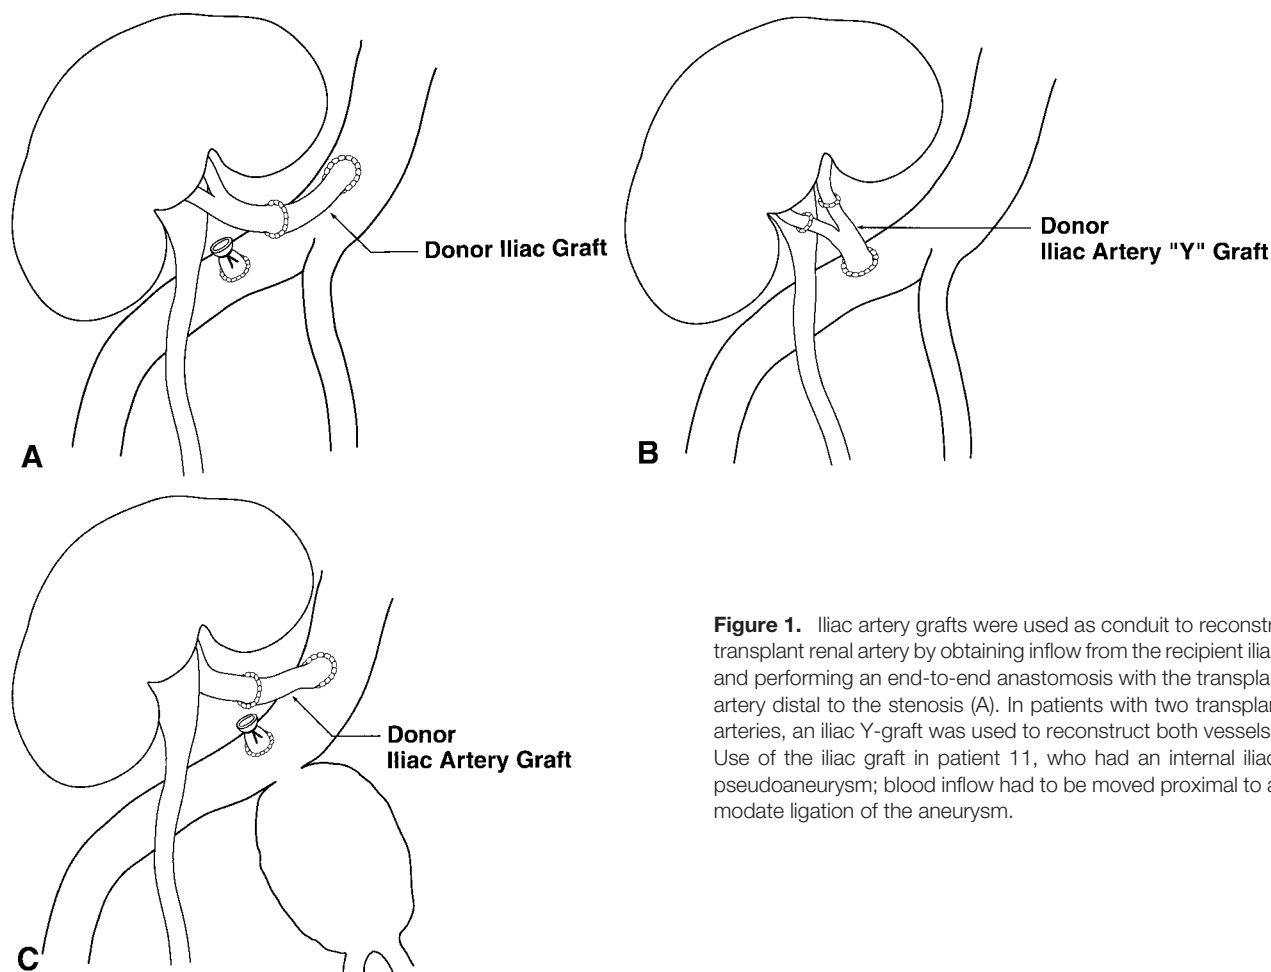 Donor Iliac Graft
A
Donor
Iliac Artery "Y" Graft
B
Donor
Iliac Artery Graft
C
Figure 1. Iliac artery grafts were used as conduit to reconstr
transplant renal artery by obtaining inflow from the recipient ilia
and performing an end-to-end anastomosis with the transpla
artery distal to the stenosis (A). In patients with two transplan
arteries, an iliac Y-graft was used to reconstruct both vessels
Use of the iliac graft in patient 11, who had an internal iliac
pseudoaneurysm; blood inflow had to be moved proximal to a
modate ligation of the aneurysm.